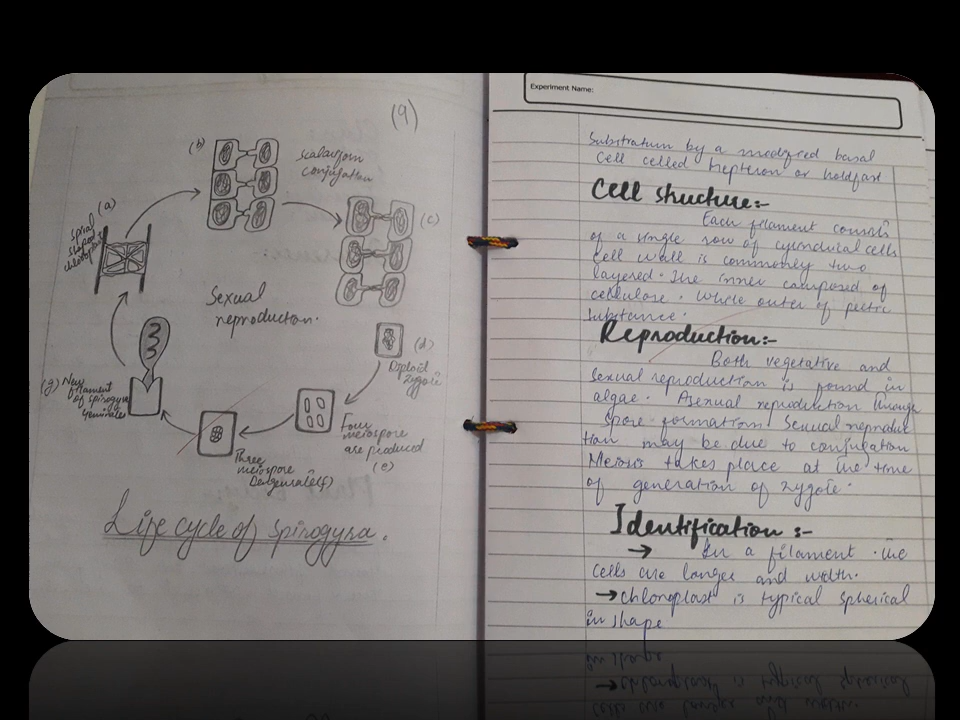 (9)
(b)
Scalariform
conjugation
(a)
Spiral
shaped
chloroplast
(c)
Sexual
reproduction.
(d)
Diploid
Zygote
(g) New
filament
of spirogyra
Germinates
Four
meiospore
are produced
(e)
Three
meiospore
Degenerate(f)
Life cycle of spirogyra.
Experiment Name:
Substratum by a modified basal
cell celled hepteron or holdfast
Cell structure:-
Each filament consists
of a single row of cylindrical cells
Cell wall is commonly two
layered. The inner composed of
cellulose. Whole outer of pectic
substance.
Reproduction:-
Both vegetative and
sexual reproduction is found in
algae. Asexual reproduction through
spore formation. Sexual reproduc
tion may be due to conjugation
Meiosis takes place at the time
of generation of zygote.
Identification :-
→ In a filament the
cells are longer and width.
→ chloroplast is typical spherical
in shape